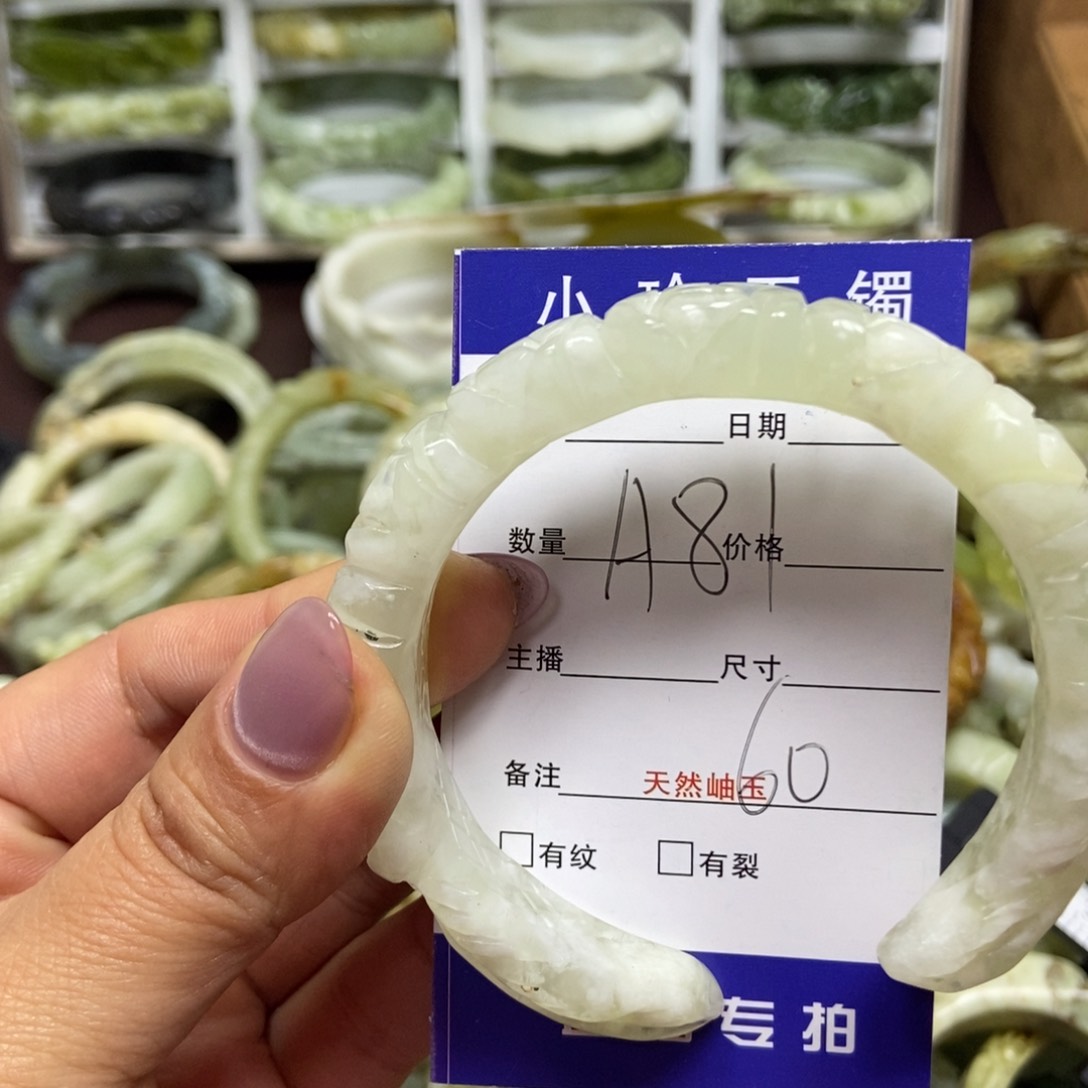 小 玉 镯
日期
数量 A81 价格
主播 尺寸
60
备注 天然岫玉
有纹 有裂
专拍